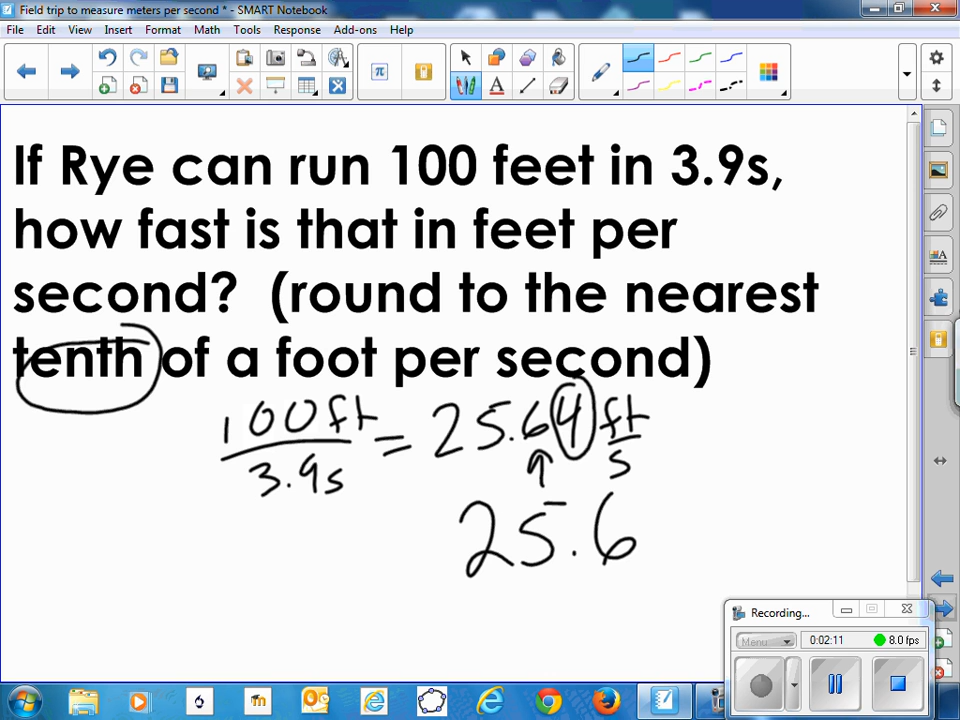 Field trip to measure meters per second * - SMART Notebook
File Edit View Insert Format Math Tools Response Add-ons Help
If Rye can run 100 feet in 3.9s,
how fast is that in feet per
second? (round to the nearest
tenth of a foot per second)
100ft
3.9s
= 25.64 ft
s
25.6
Recording...
Menu 0:02:11 8.0 fps